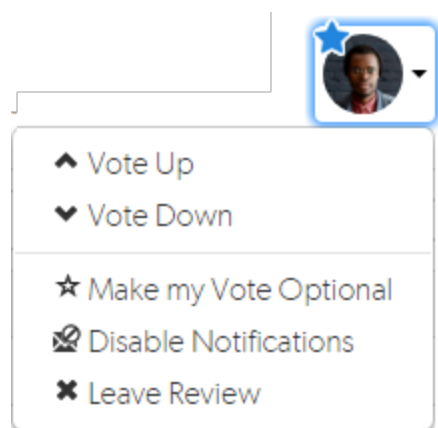 Vote Up
Vote Down
Make my Vote Optional
Disable Notifications
Leave Review